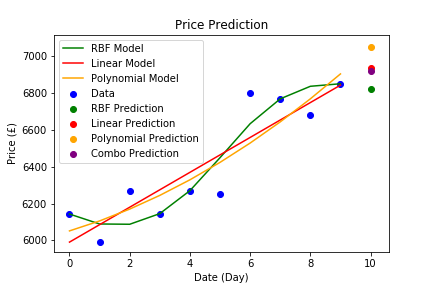 Price Prediction
7000
6800
6600
6400
6200
6000
Price (£)
RBF Model
Linear Model
Polynomial Model
Data
RBF Prediction
Linear Prediction
Polynomial Prediction
Combo Prediction
0 2 4 6 8 10
Date (Day)